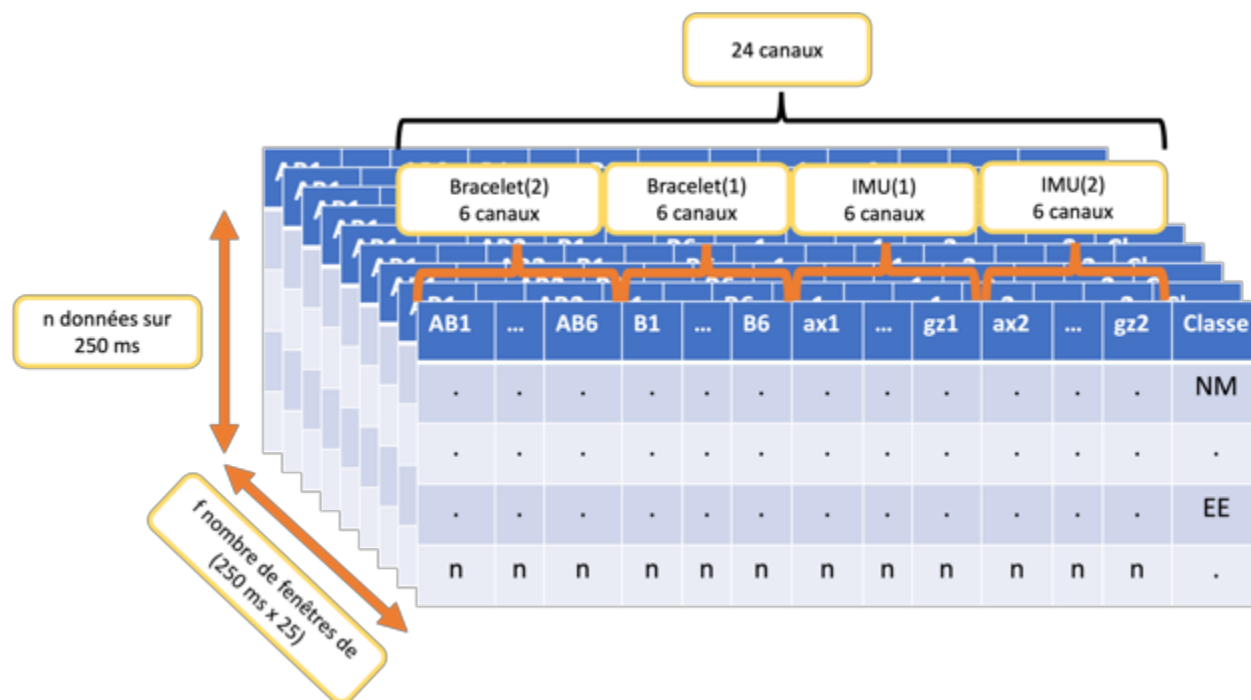 24 canaux
Bracelet(2)
6 canaux
Bracelet(1)
6 canaux
IMU(1)
6 canaux
IMU(2)
6 canaux
n données sur
250 ms
f nombre de fenêtres de
(250 ms x 25)
AB1 ... AB6 B1 ... B6 ax1 ... gz1 ax2 ... gz2 Classe
. . . . . . . . . . . . NM
. . . . . . . . . . . . .
. . . . . . . . . . . . EE
n n n n n n n n n n n n .